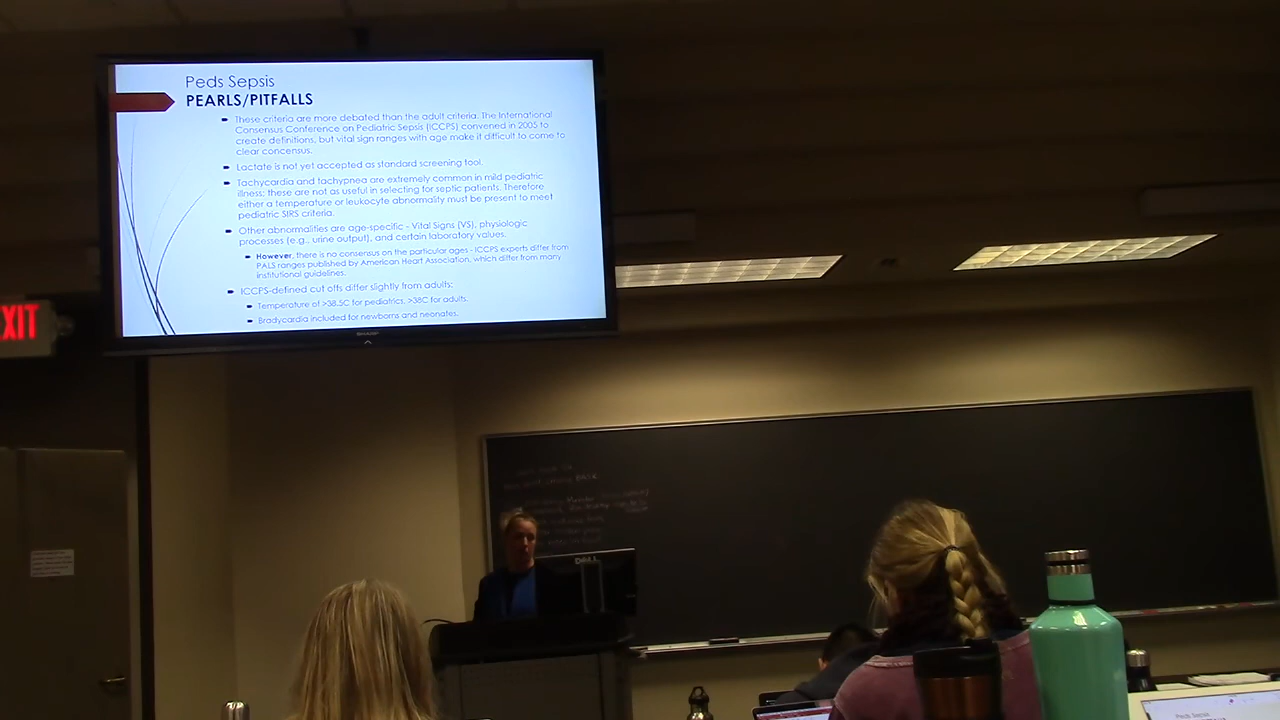 Peds Sepsis
PEARLS/PITFALLS
These criteria are more debated than the adult criteria. The International
Consensus Conference on Pediatric Sepsis (ICCPS) convened in 2005 to
create definitions, but vital sign ranges with age make it difficult to come to
clear concensus.
Lactate is not yet accepted as standard screening tool.
Tachycardia and tachypnea are extremely common in mild pediatric
illness; these are not as useful in selecting for septic patients. Therefore
either a temperature or leukocyte abnormality must be present to meet
pediatric SIRS criteria.
Other abnormalities are age-specific - Vital Signs (VS), physiologic
processes (e.g., urine output), and certain laboratory values.
However, there is no consensus on the particular ages - ICCPS experts differ from
PALS ranges published by American Heart Association, which differ from many
institutional guidelines.
ICCPS-defined cut offs differ slightly from adults:
Temperature of >38.5C for pediatrics, >38C for adults.
Bradycardia included for newborns and neonates.
SHARP
EXIT
DELL
Peds Sepsis